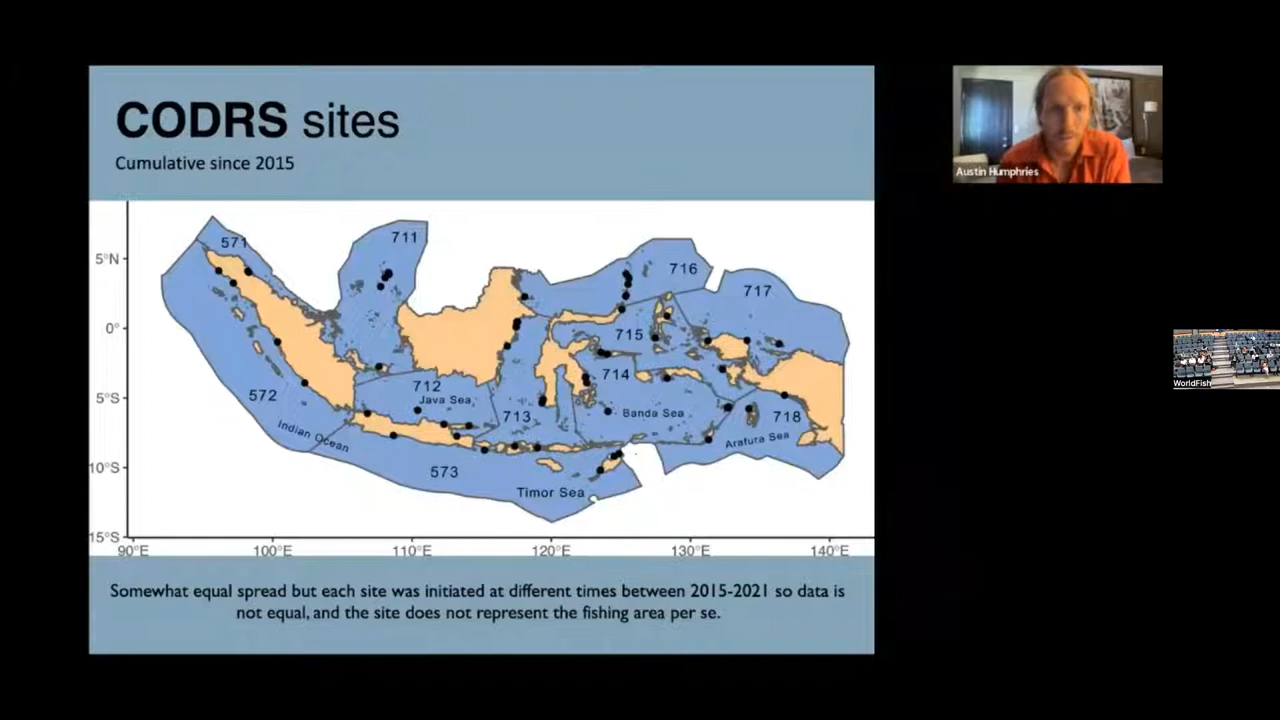 CODRS sites
Cumulative since 2015
Austin Humphries
5°N
0°
5°S
10°S
15°S
571
711
716
717
715
714
712
Java Sea
572
713
Banda Sea
718
Arafura Sea
Indian Ocean
573
Timor Sea
90°E
100°E
110°E
120°E
130°E
140°E
WorldFish
Somewhat equal spread but each site was initiated at different times between 2015-2021 so data is
not equal, and the site does not represent the fishing area per se.